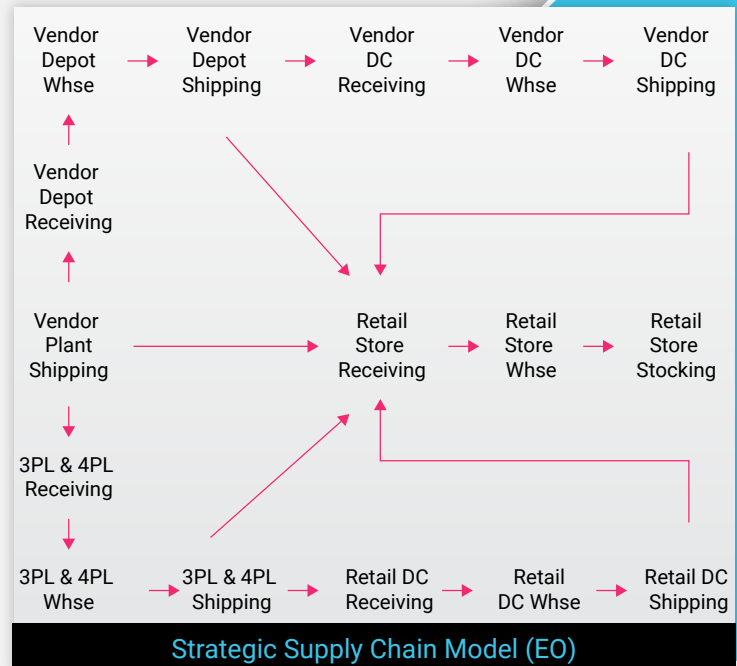 Vendor
Depot
Whse
Vendor
Depot
Shipping
Vendor
DC
Receiving
Vendor
DC
Whse
Vendor
DC
Shipping
Vendor
Depot
Receiving
Vendor
Plant
Shipping
Retail
Store
Receiving
Retail
Store
Whse
Retail
Store
Stocking
3PL & 4PL
Receiving
3PL & 4PL
Whse
3PL & 4PL
Shipping
Retail DC
Receiving
Retail
DC Whse
Retail DC
Shipping
Strategic Supply Chain Model (EO)